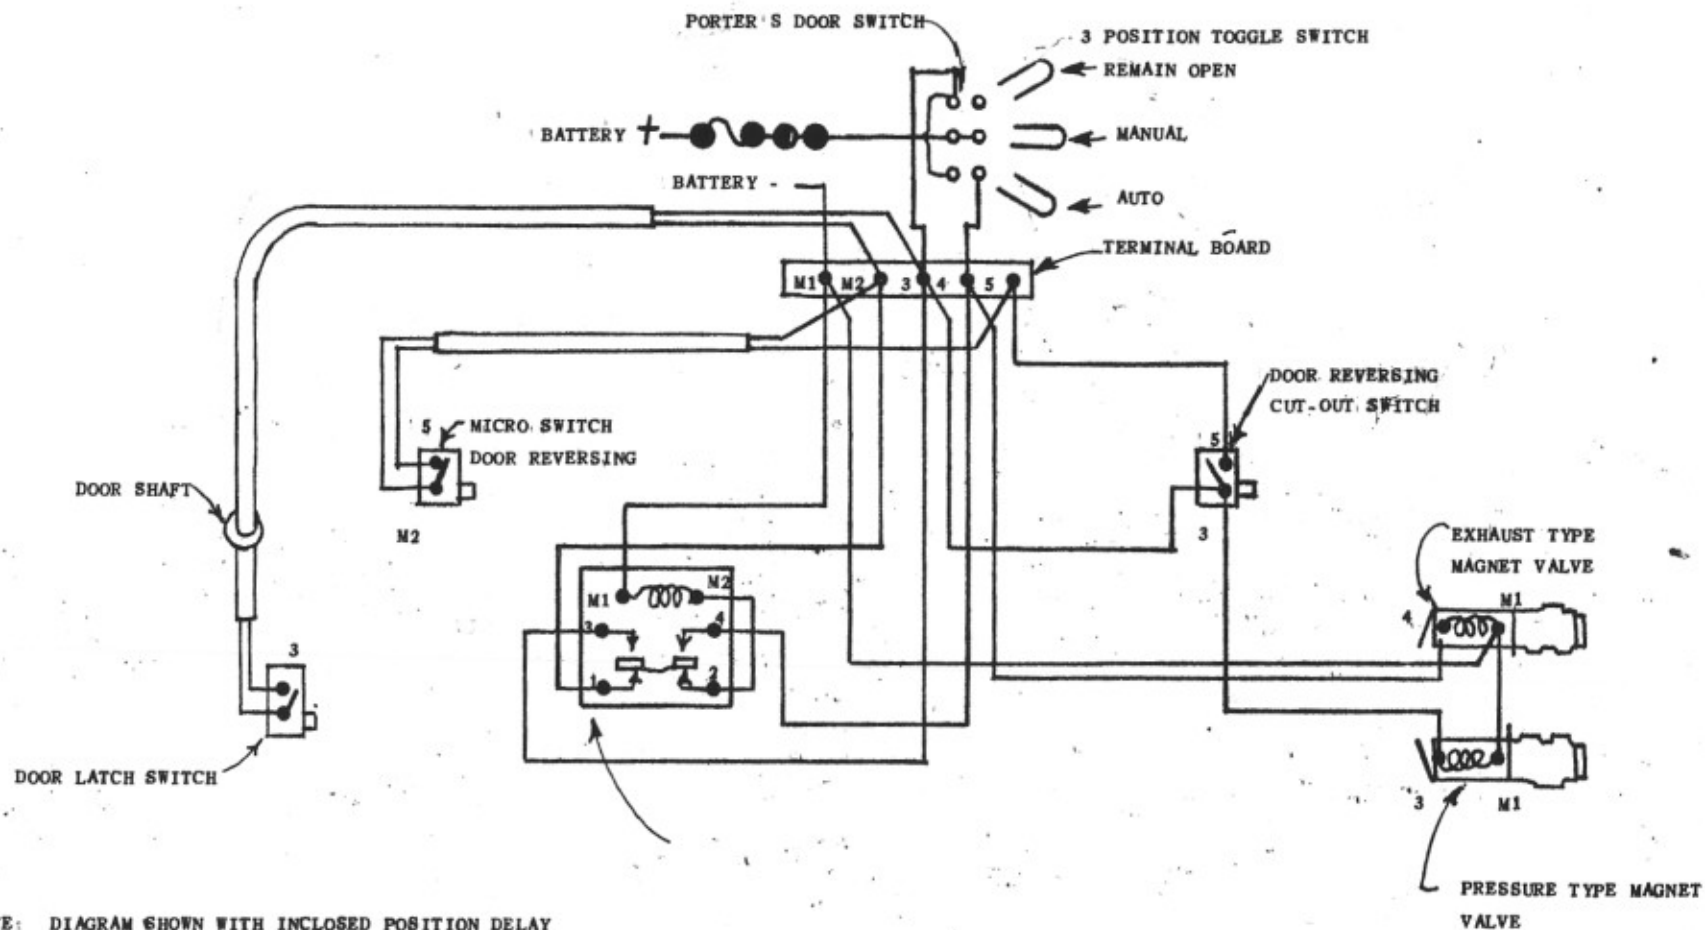 PORTER'S DOOR SWITCH
3 POSITION TOGGLE SWITCH
REMAIN OPEN
BATTERY +
MANUAL
BATTERY -
AUTO
TERMINAL BOARD
M1 M2 3 4 5
DOOR REVERSING
CUT-OUT SWITCH
5
MICRO SWITCH
DOOR REVERSING
5
DOOR SHAFT
M2
3
EXHAUST TYPE
MAGNET VALVE
M1 M2
M1
4
3 4
3
1 2
DOOR LATCH SWITCH
3
M1
PRESSURE TYPE MAGNET
VALVE
E: DIAGRAM SHOWN WITH INCLOSED POSITION DELAY